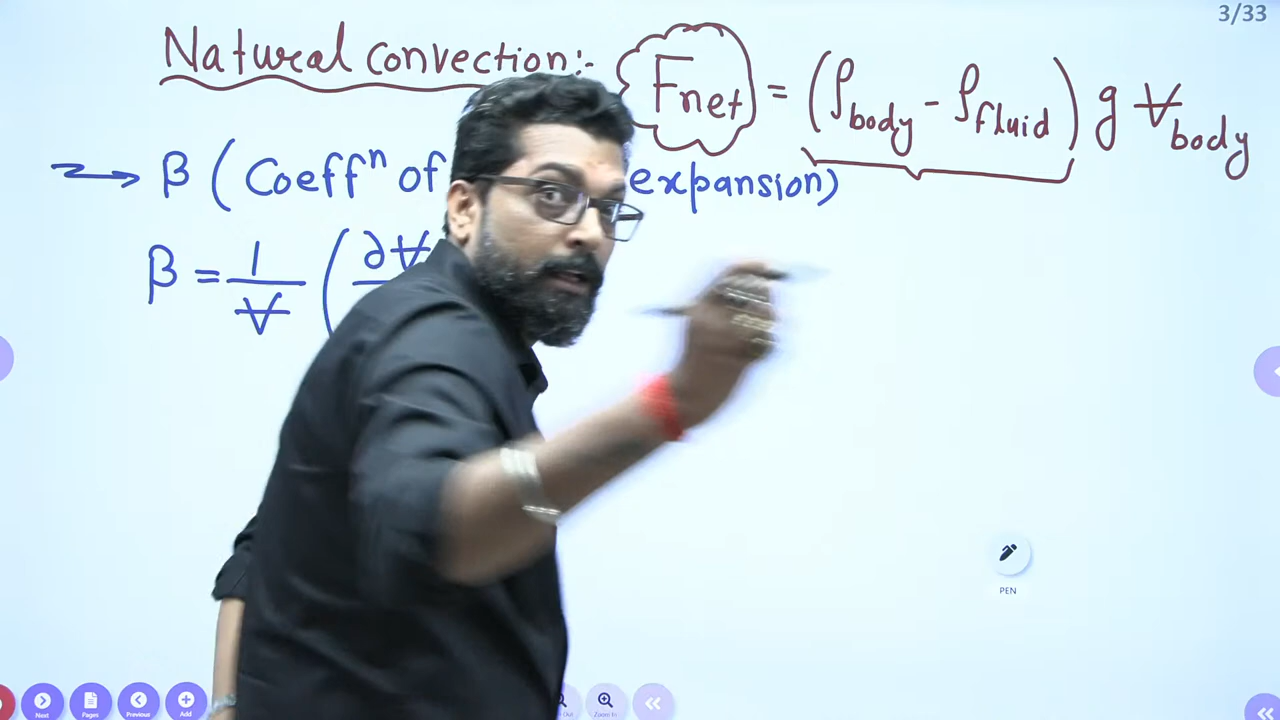 3/33
Natural convection:- Fnet = (ρbody - ρfluid) g V̶body
→ β (Coeffⁿ of expansion)
β = 1/V̶ (∂V̶
PEN
Next Pages Previous Add Out Zoom In